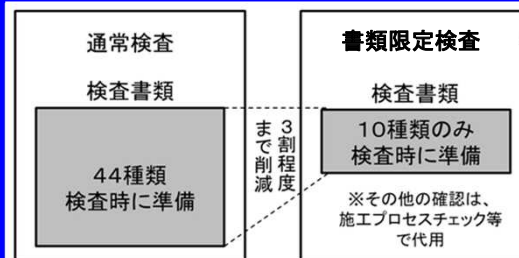 通常検査
検査書類
44種類
検査時に準備
3割程度
まで削減
書類限定検査
検査書類
10種類のみ
検査時に準備
※その他の確認は、
施工プロセスチェック等
で代用